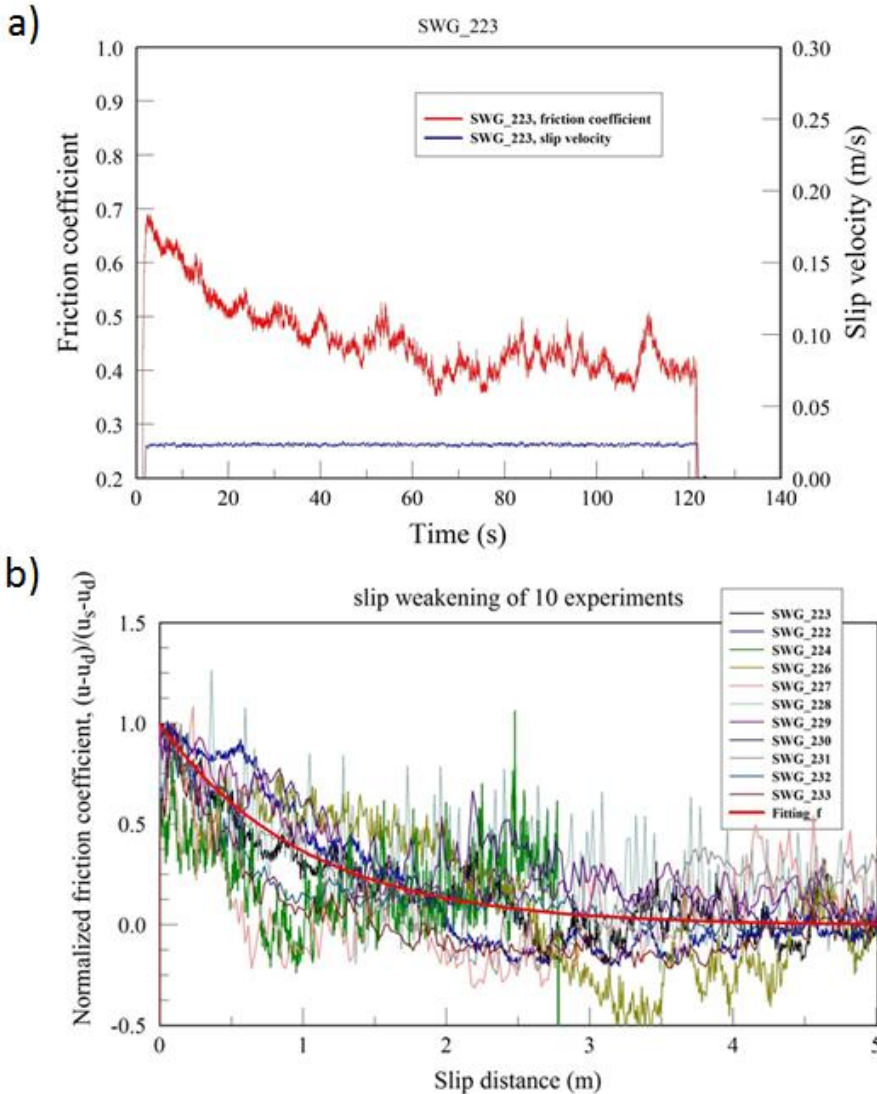 a)
SWG_223
1.0
0.9
0.8
0.7
0.6
0.5
0.4
0.3
0.2
Friction coefficient
0.30
0.25
0.20
0.15
0.10
0.05
0.00
Slip velocity (m/s)
SWG_223, friction coefficient
SWG_223, slip velocity
0 20 40 60 80 100 120 140
Time (s)
b)
slip weakening of 10 experiments
Normalized friction coefficient, (u-u_d)/(u_s-u_d)
1.5
1.0
0.5
0.0
-0.5
SWG_223
SWG_222
SWG_224
SWG_226
SWG_227
SWG_228
SWG_229
SWG_230
SWG_231
SWG_232
SWG_233
Fitting_f
0 1 2 3 4 5
Slip distance (m)